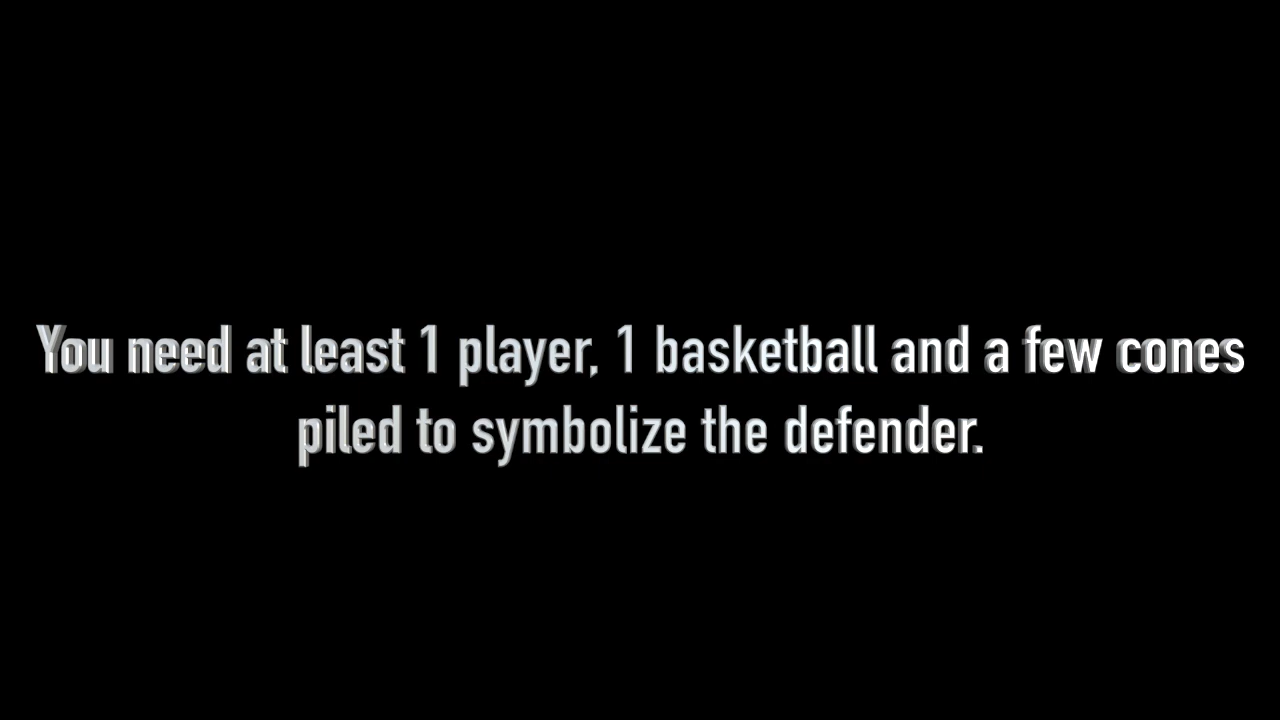 You need at least 1 player, 1 basketball and a few cones
piled to symbolize the defender.